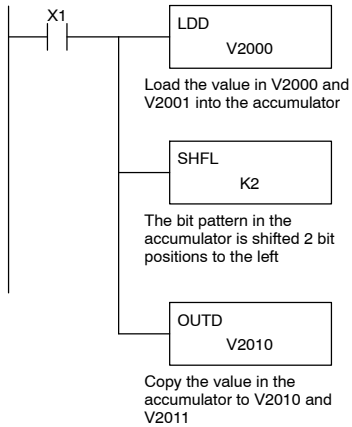 X1
LDD
V2000
Load the value in V2000 and
V2001 into the accumulator
SHFL
K2
The bit pattern in the
accumulator is shifted 2 bit
positions to the left
OUTD
V2010
Copy the value in the
accumulator to V2010 and
V2011